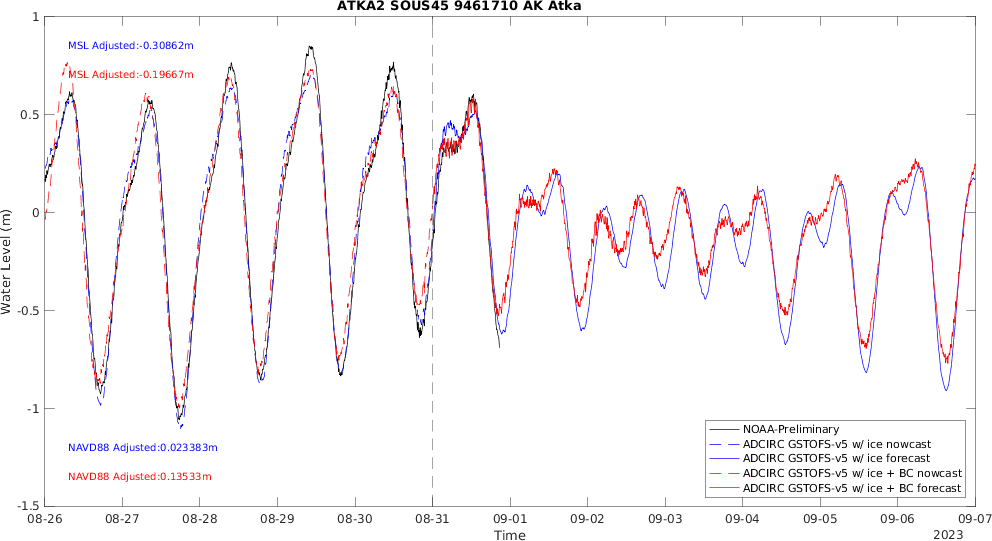 ATKA2 SOUS45 9461710 AK Atka
1
MSL Adjusted:-0.30862m
MSL Adjusted:-0.19667m
0.5
0
-0.5
-1
-1.5
Water Level (m)
NAVD88 Adjusted:0.023383m
NAVD88 Adjusted:0.13533m
NOAA-Preliminary
ADCIRC GSTOFS-v5 w/ ice nowcast
ADCIRC GSTOFS-v5 w/ ice forecast
ADCIRC GSTOFS-v5 w/ ice + BC nowcast
ADCIRC GSTOFS-v5 w/ ice + BC forecast
08-26 08-27 08-28 08-29 08-30 08-31 09-01 09-02 09-03 09-04 09-05 09-06 09-07
Time
2023